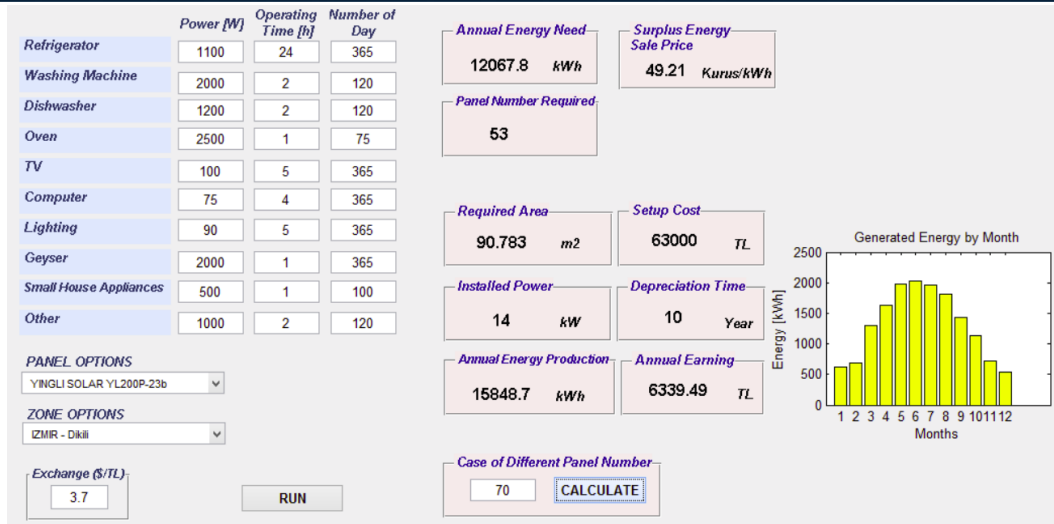 Power [W] Operating Time [h] Number of Day
Refrigerator 1100 24 365
Washing Machine 2000 2 120
Dishwasher 1200 2 120
Oven 2500 1 75
TV 100 5 365
Computer 75 4 365
Lighting 90 5 365
Geyser 2000 1 365
Small House Appliances 500 1 100
Other 1000 2 120
PANEL OPTIONS
YINGLI SOLAR YL200P-23b
ZONE OPTIONS
IZMIR - Dikili
Exchange ($/TL)
3.7
RUN
Annual Energy Need
12067.8 kWh
Surplus Energy
Sale Price
49.21 Kurus/kWh
Panel Number Required
53
Required Area
90.783 m2
Setup Cost
63000 TL
Installed Power
14 kW
Depreciation Time
10 Year
Annual Energy Production
15848.7 kWh
Annual Earning
6339.49 TL
Case of Different Panel Number
70 CALCULATE
Generated Energy by Month
Energy [kWh]
2500
2000
1500
1000
500
0
1 2 3 4 5 6 7 8 9 10 11 12
Months